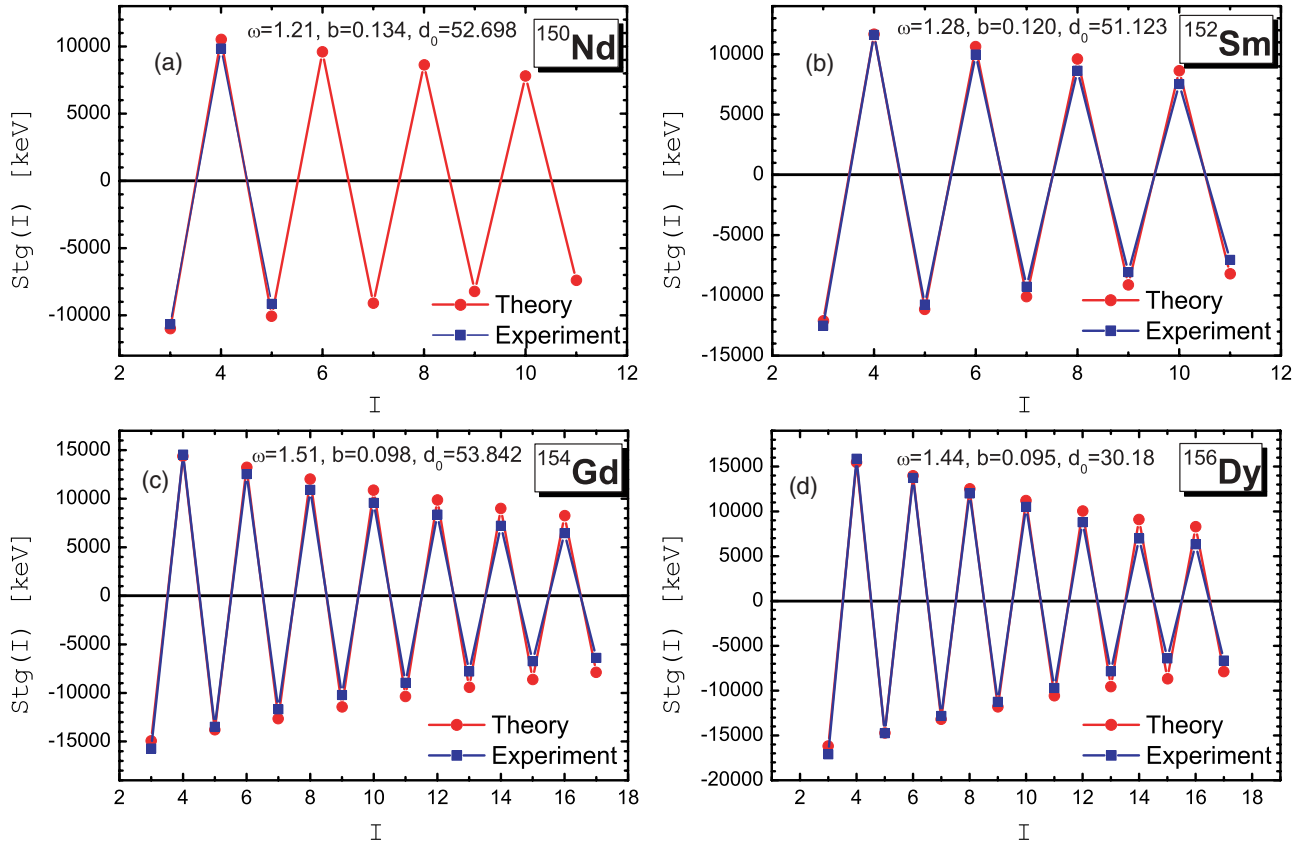 (a)
ω=1.21, b=0.134, d₀=52.698
¹⁵⁰Nd
Stg(I) [keV]
10000
5000
0
-5000
-10000
Theory
Experiment
2 4 6 8 10 12
I
(b)
ω=1.28, b=0.120, d₀=51.123
¹⁵²Sm
Stg(I) [keV]
10000
5000
0
-5000
-10000
-15000
Theory
Experiment
2 4 6 8 10 12
I
(c)
ω=1.51, b=0.098, d₀=53.842
¹⁵⁴Gd
Stg(I) [keV]
15000
10000
5000
0
-5000
-10000
-15000
Theory
Experiment
2 4 6 8 10 12 14 16 18
I
(d)
ω=1.44, b=0.095, d₀=30.18
¹⁵⁶Dy
Stg(I) [keV]
15000
10000
5000
0
-5000
-10000
-15000
-20000
Theory
Experiment
2 4 6 8 10 12 14 16 18
I